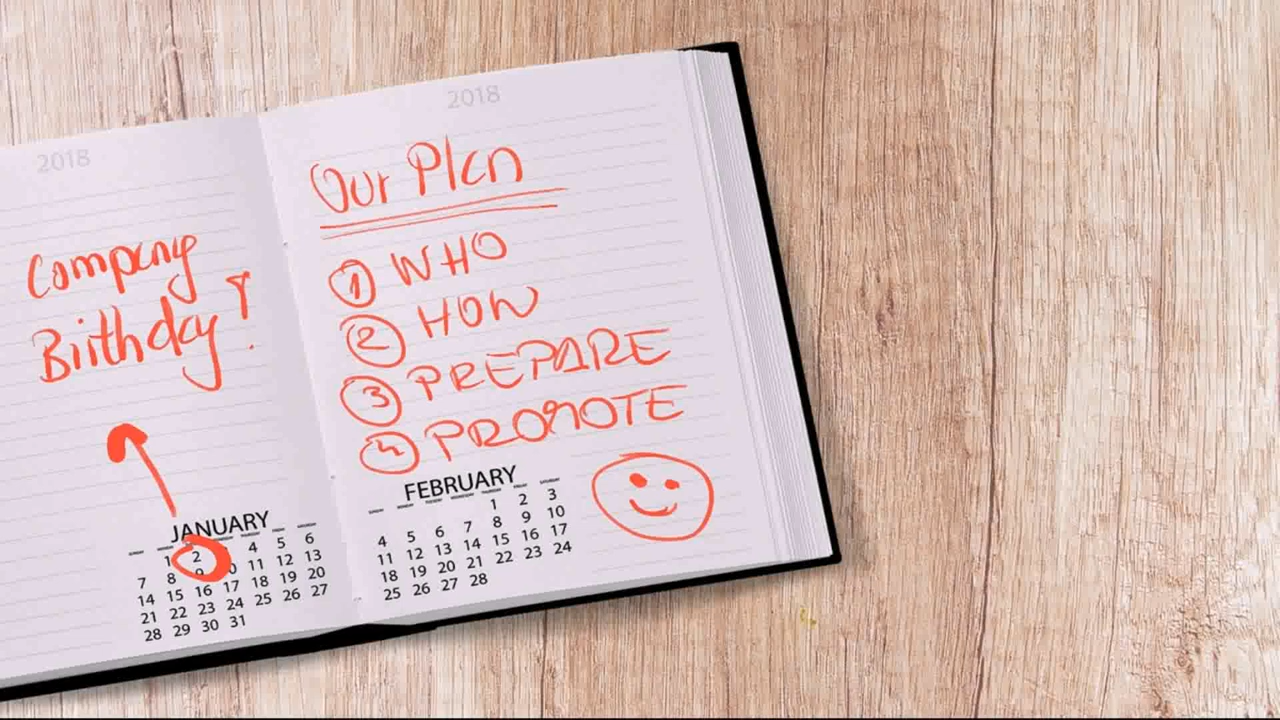 2018
Company
Birthday!
JANUARY
1 2 4 5 6
7 8 11 12 13
14 15 16 17 18 19 20
21 22 23 24 25 26 27
28 29 30 31
2018
Our Plan
1 WHO
2 HOW
3 PREPARE
4 PROMOTE
FEBRUARY
1 2 3
4 5 6 7 8 9 10
11 12 13 14 15 16 17
18 19 20 21 22 23 24
25 26 27 28